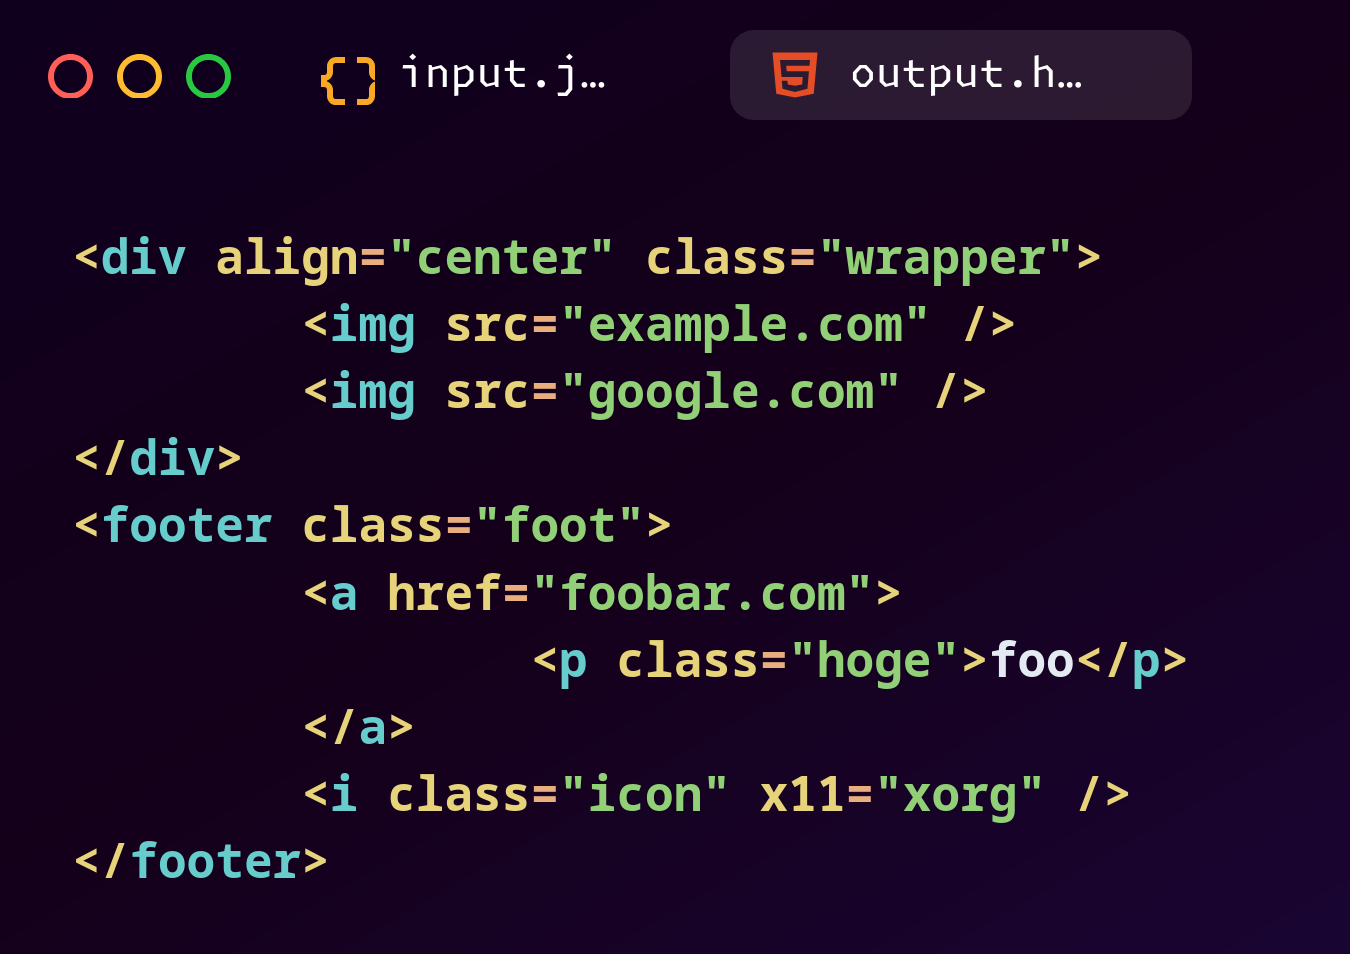 {} input.j… output.h…
<div align="center" class="wrapper">
        <img src="example.com" />
        <img src="google.com" />
</div>
<footer class="foot">
        <a href="foobar.com">
                <p class="hoge">foo</p>
        </a>
        <i class="icon" x11="xorg" />
</footer>